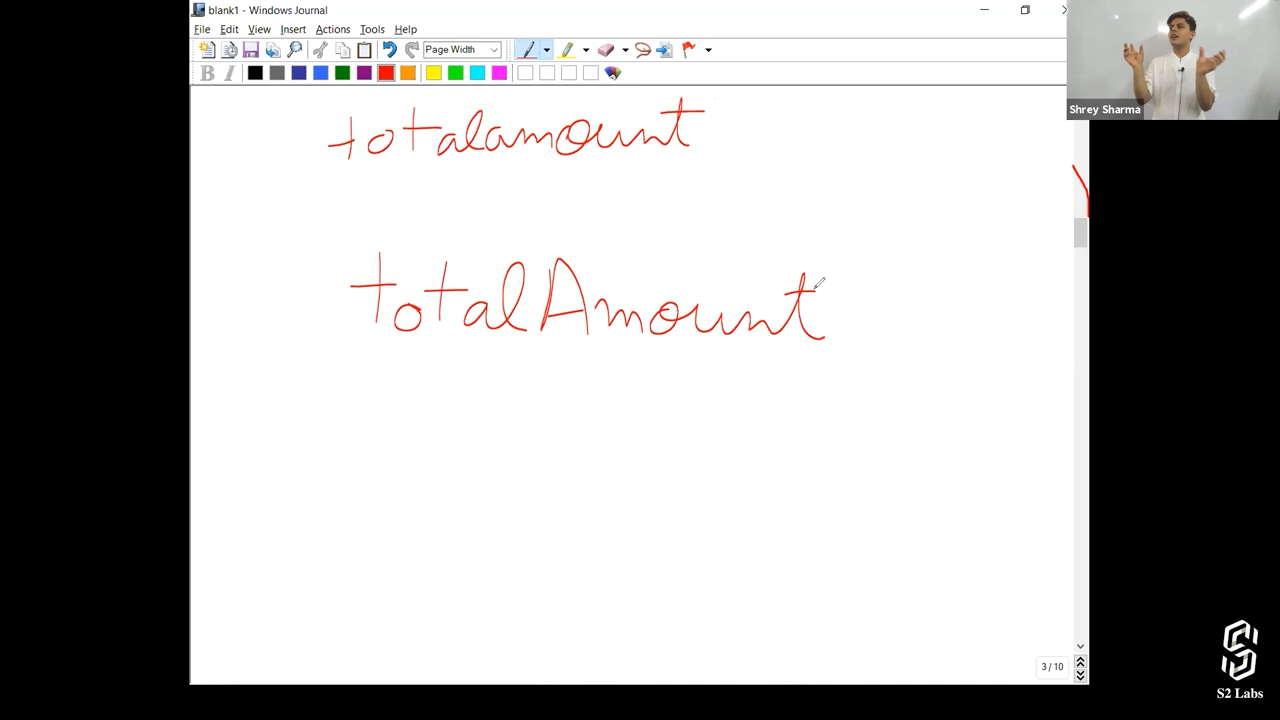 blank1 - Windows Journal
File Edit View Insert Actions Tools Help
Page Width
B I
totalamount
totalAmount
3 / 10
Shrey Sharma
S2 Labs